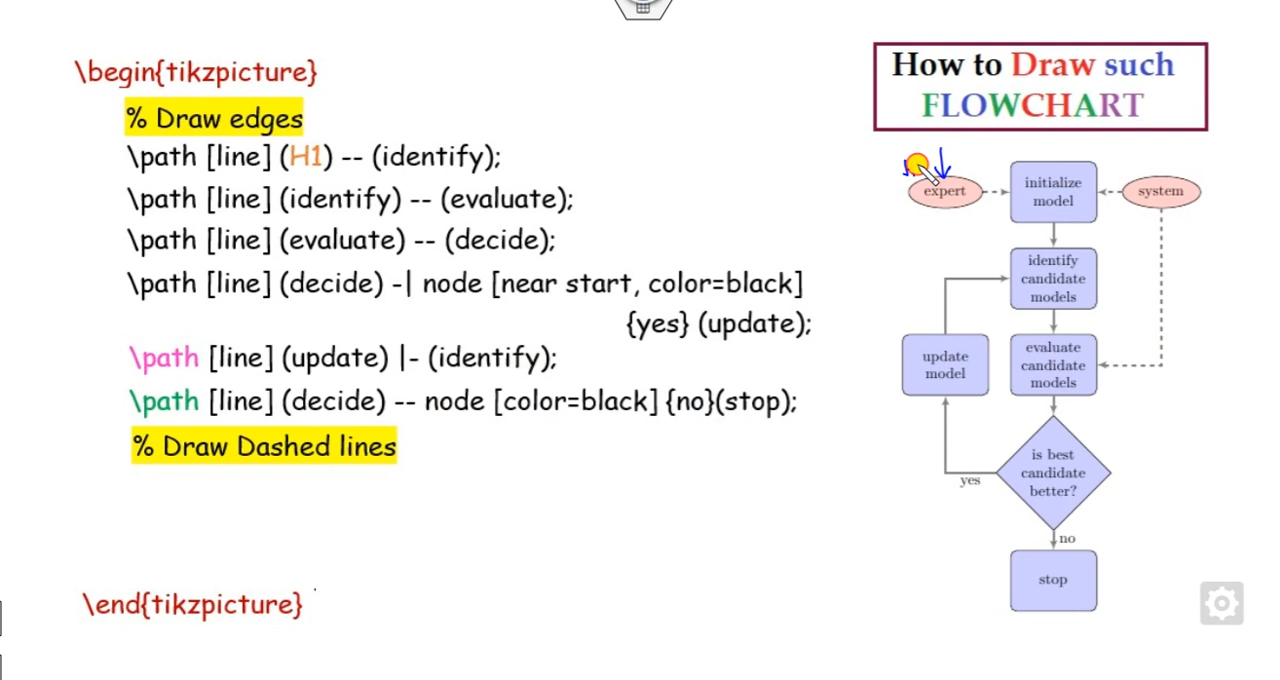 \begin{tikzpicture}
% Draw edges
\path [line] (H1) -- (identify);
\path [line] (identify) -- (evaluate);
\path [line] (evaluate) -- (decide);
\path [line] (decide) -| node [near start, color=black]
{yes} (update);
\path [line] (update) |- (identify);
\path [line] (decide) -- node [color=black] {no}(stop);
% Draw Dashed lines
\end{tikzpicture}
How to Draw such
FLOWCHART
expert
initialize
model
system
identify
candidate
models
update
model
evaluate
candidate
models
is best
candidate
better?
yes
no
stop